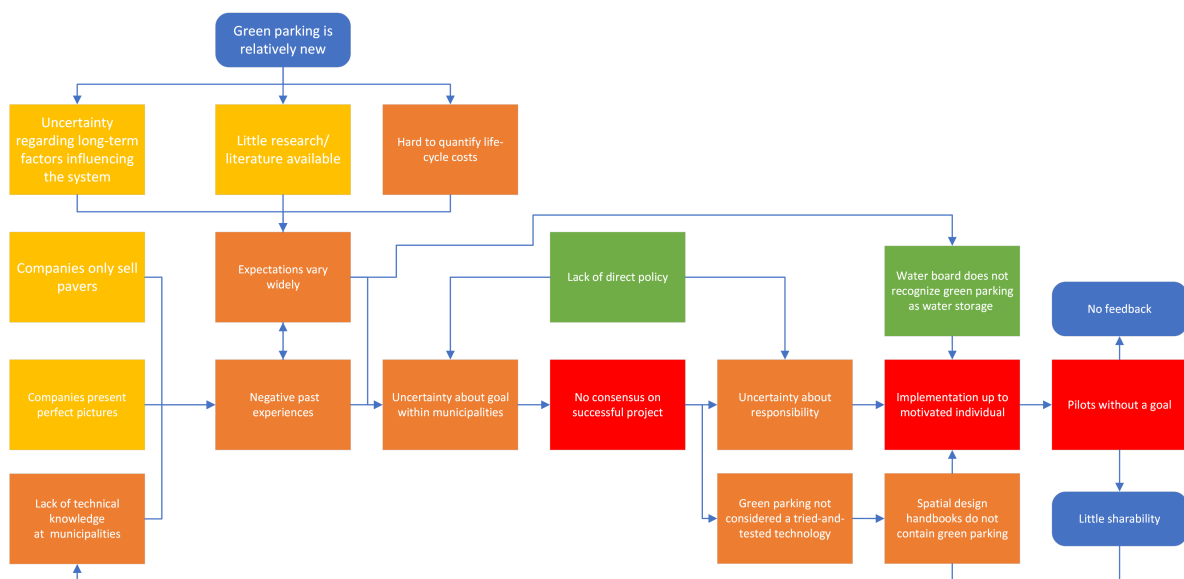 Green parking is
relatively new
Uncertainty
regarding long-term
factors influencing
the system
Little research/
literature available
Hard to quantify life-
cycle costs
Companies only sell
pavers
Expectations vary
widely
Lack of direct policy
Water board does not
recognize green parking
as water storage
No feedback
Companies present
perfect pictures
Negative past
experiences
Uncertainty about goal
within municipalities
No consensus on
successful project
Uncertainty about
responsibility
Implementation up to
motivated individual
Pilots without a goal
Lack of technical
knowledge
at municipalities
Green parking not
considered a tried-and-
tested technology
Spatial design
handbooks do not
contain green parking
Little sharability